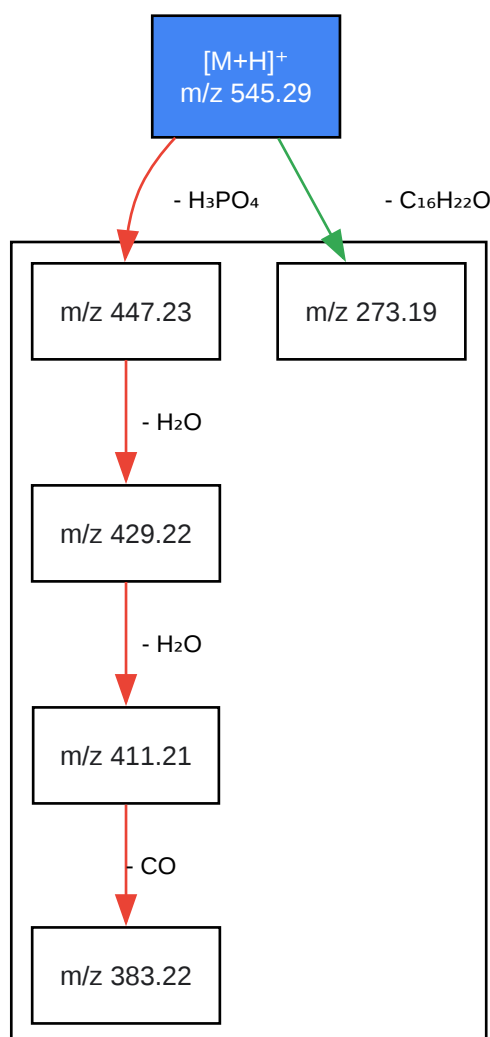 [M+H]⁺
m/z 545.29
- H₃PO₄
- C₁₆H₂₂O
m/z 447.23
m/z 273.19
- H₂O
m/z 429.22
- H₂O
m/z 411.21
- CO
m/z 383.22